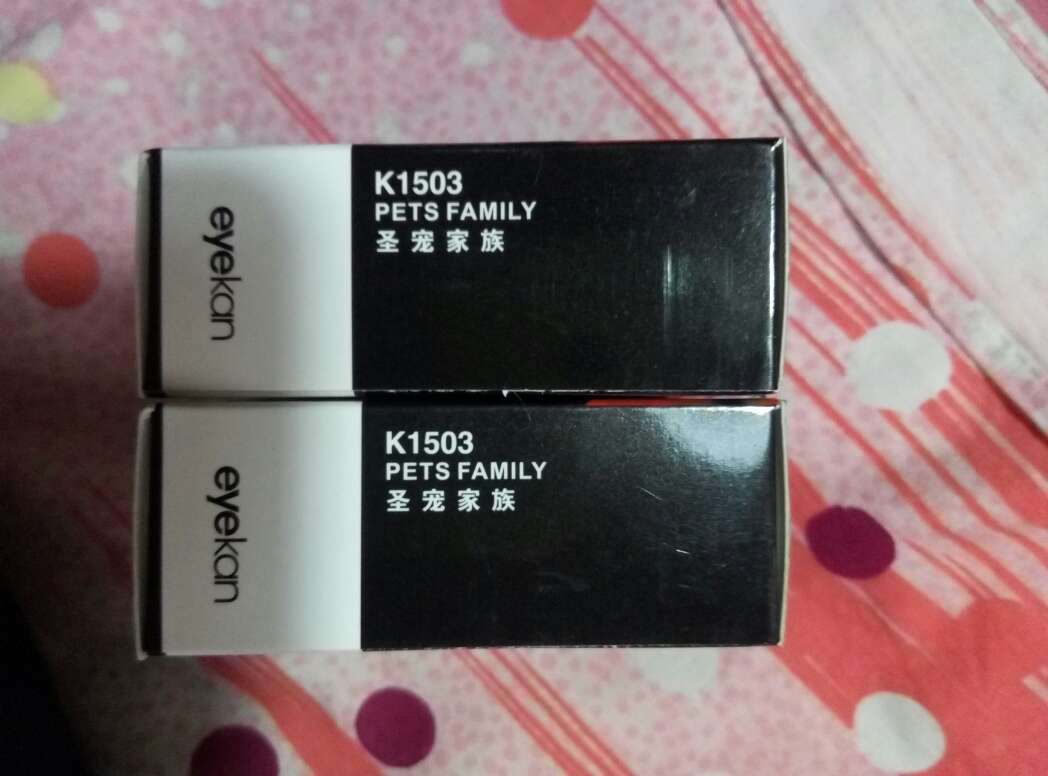 eyekan
K1503
PETS FAMILY
圣宠家族
eyekan
K1503
PETS FAMILY
圣宠家族